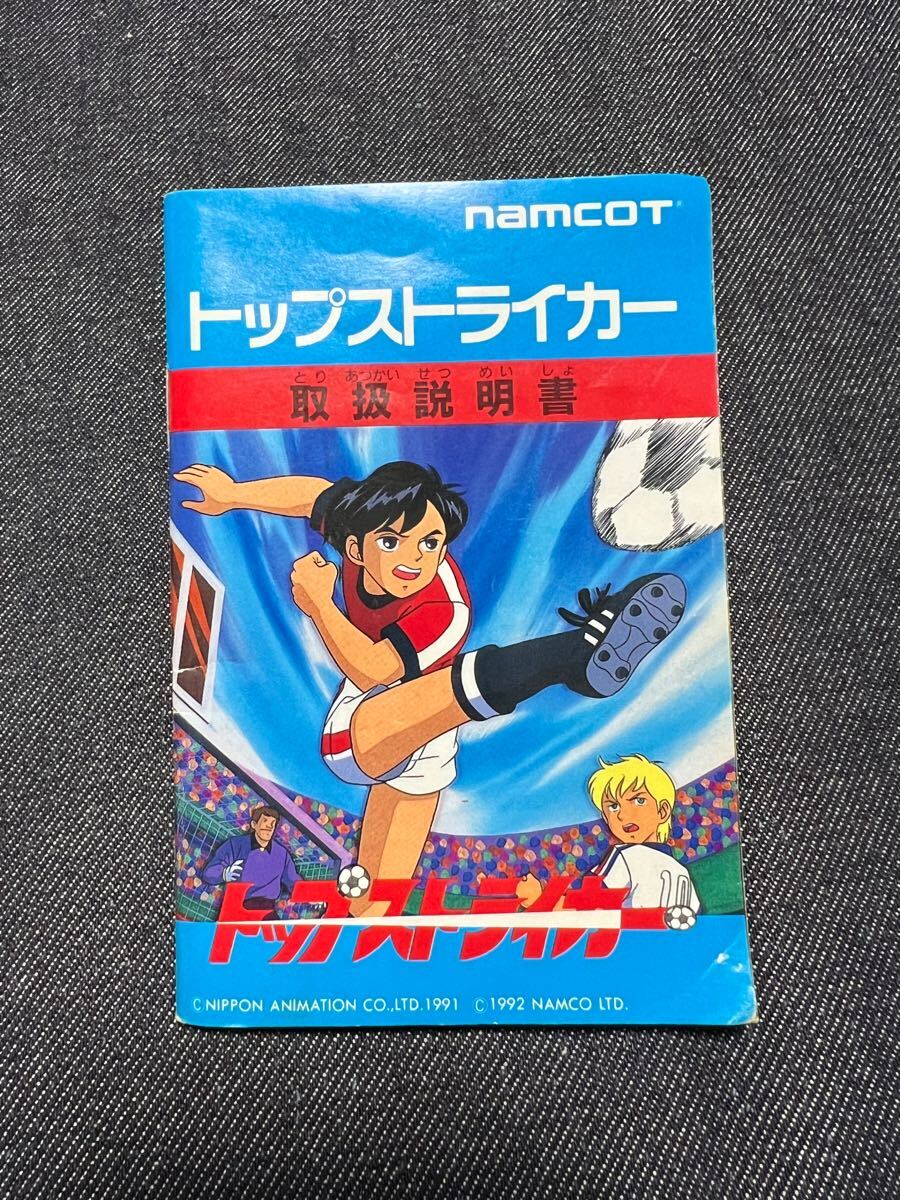 namcot
トップストライカー
とり あつかい せつ めい しょ
取扱説明書
10
トップストライカー
©NIPPON ANIMATION CO.,LTD.1991 ©1992 NAMCO LTD.